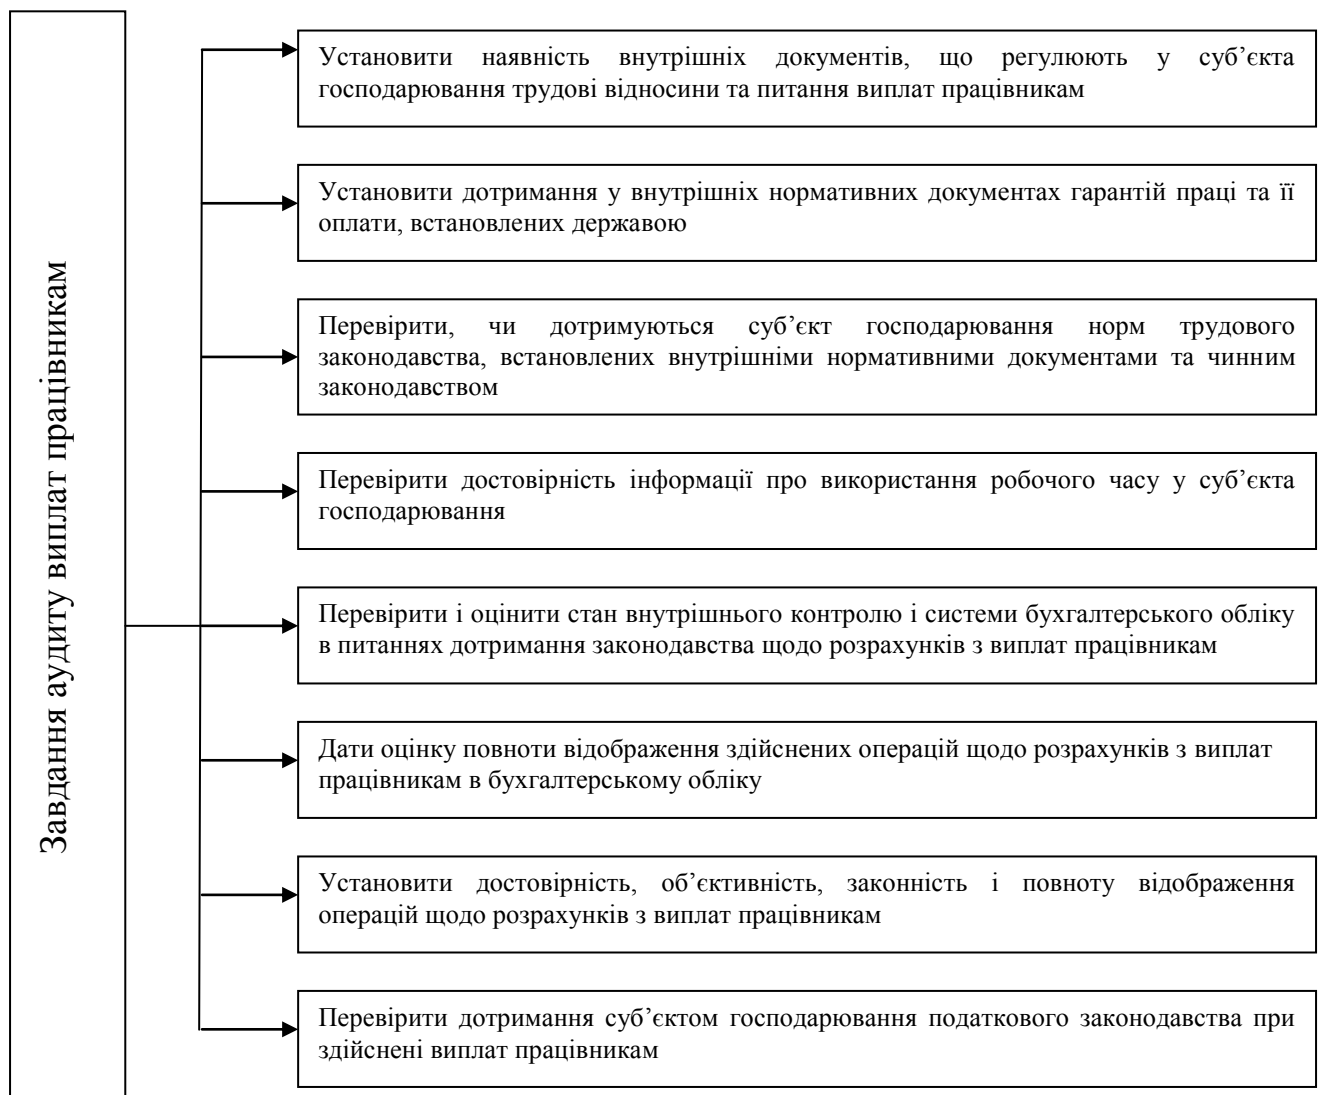 Завдання аудиту виплат працівникам
Установити наявність внутрішніх документів, що регулюють у суб’єкта
господарювання трудові відносини та питання виплат працівникам
Установити дотримання у внутрішніх нормативних документах гарантій праці та її
оплати, встановлених державою
Перевірити, чи дотримуються суб’єкт господарювання норм трудового
законодавства, встановлених внутрішніми нормативними документами та чинним
законодавством
Перевірити достовірність інформації про використання робочого часу у суб’єкта
господарювання
Перевірити і оцінити стан внутрішнього контролю і системи бухгалтерського обліку
в питаннях дотримання законодавства щодо розрахунків з виплат працівникам
Дати оцінку повноти відображення здійснених операцій щодо розрахунків з виплат
працівникам в бухгалтерському обліку
Установити достовірність, об’єктивність, законність і повноту відображення
операцій щодо розрахунків з виплат працівникам
Перевірити дотримання суб’єктом господарювання податкового законодавства при
здійснені виплат працівникам